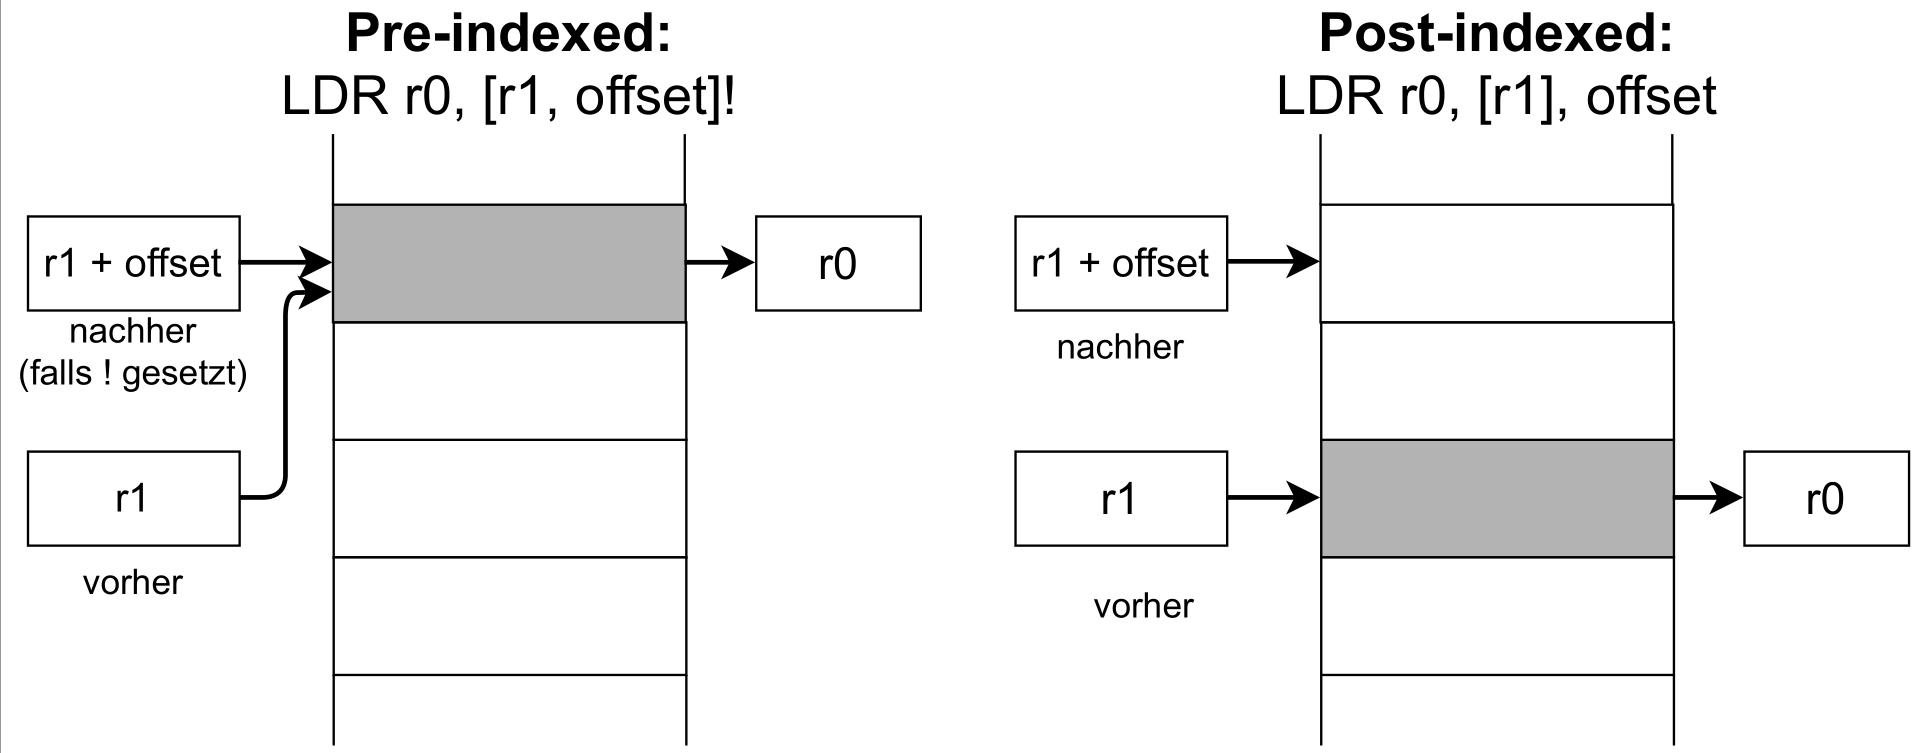 Pre-indexed:
LDR r0, [r1, offset]!
r1 + offset
nachher
(falls ! gesetzt)
r1
vorher
r0
Post-indexed:
LDR r0, [r1], offset
r1 + offset
nachher
r1
vorher
r0